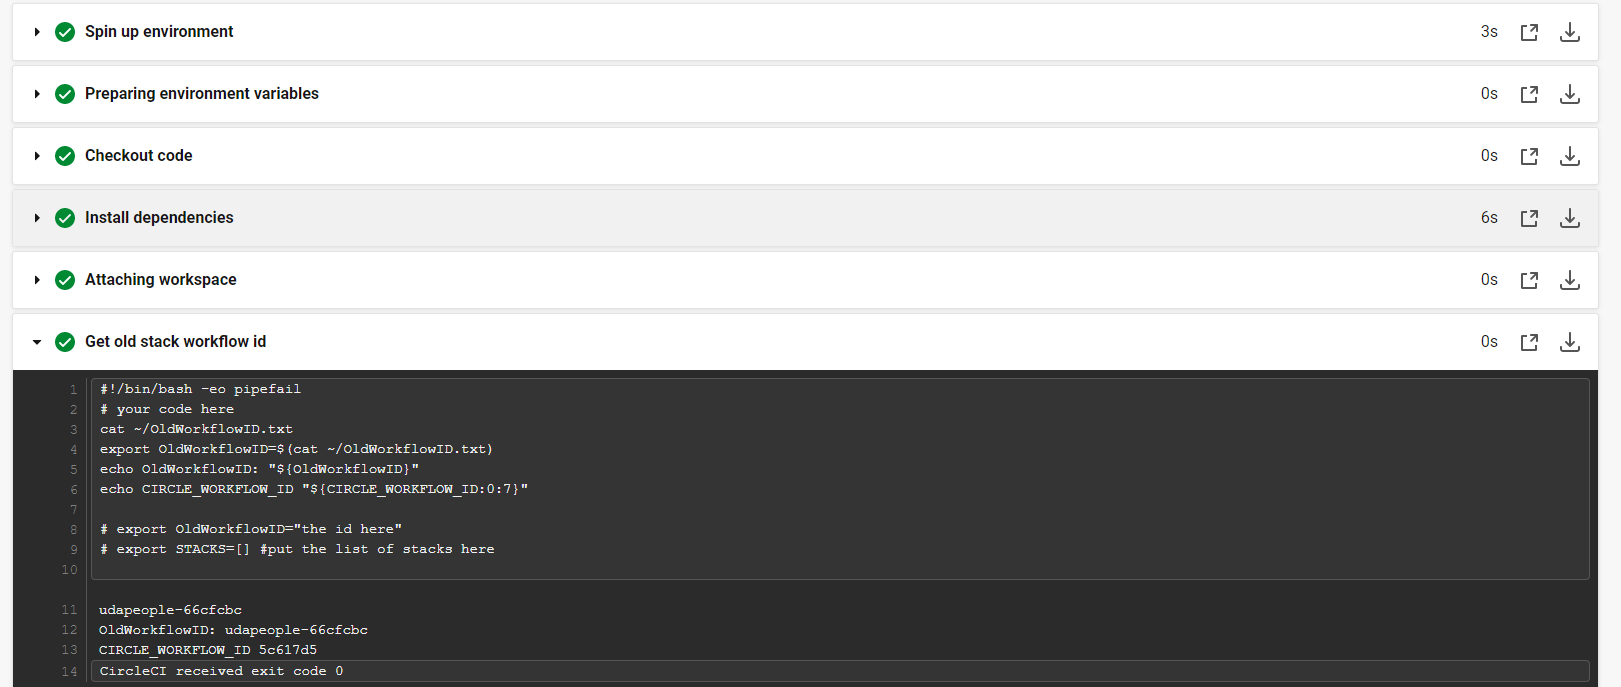 Spin up environment 3s
Preparing environment variables 0s
Checkout code 0s
Install dependencies 6s
Attaching workspace 0s
Get old stack workflow id 0s
1 #!/bin/bash -eo pipefail
2 # your code here
3 cat ~/OldWorkflowID.txt
4 export OldWorkflowID=$(cat ~/OldWorkflowID.txt)
5 echo OldWorkflowID: "${OldWorkflowID}"
6 echo CIRCLE_WORKFLOW_ID "${CIRCLE_WORKFLOW_ID:0:7}"
7
8 # export OldWorkflowID="the id here"
9 # export STACKS=[] #put the list of stacks here
10
11 udapeople-66cfcbc
12 OldWorkflowID: udapeople-66cfcbc
13 CIRCLE_WORKFLOW_ID 5c617d5
14 CircleCI received exit code 0